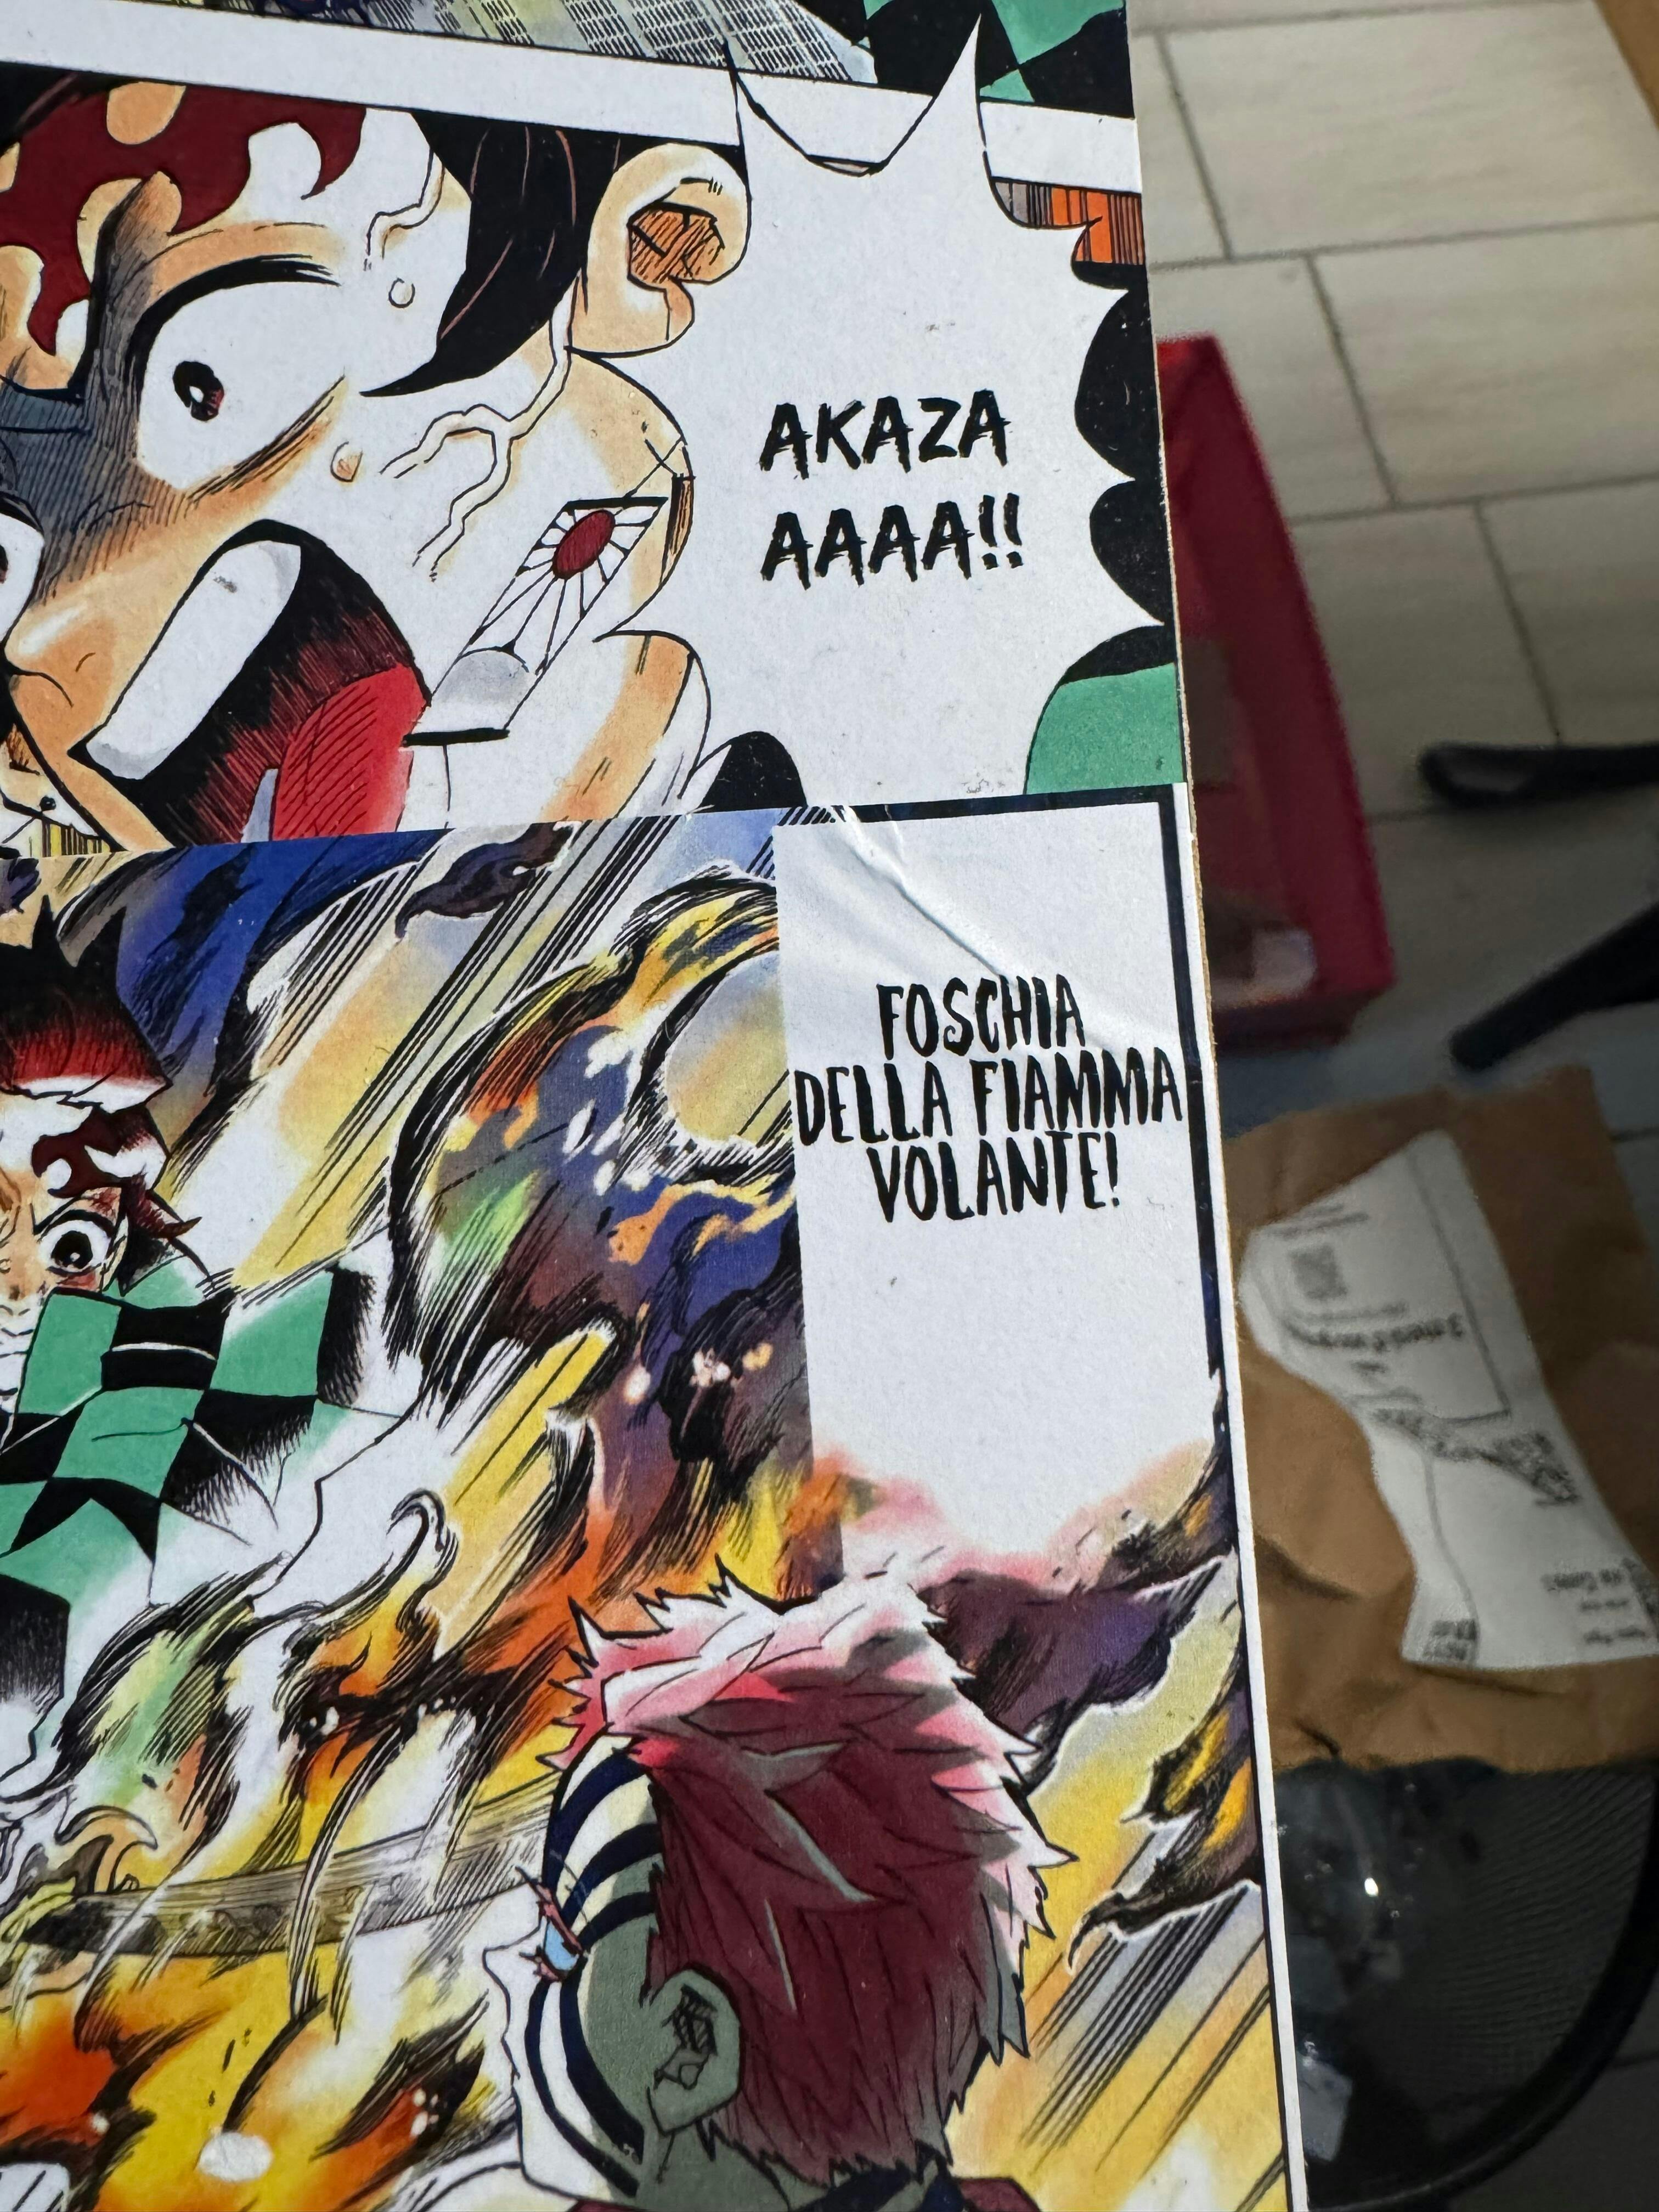 AKAZA
AAAA!!
FOSCHIA
DELLA FIAMMA
VOLANTE!